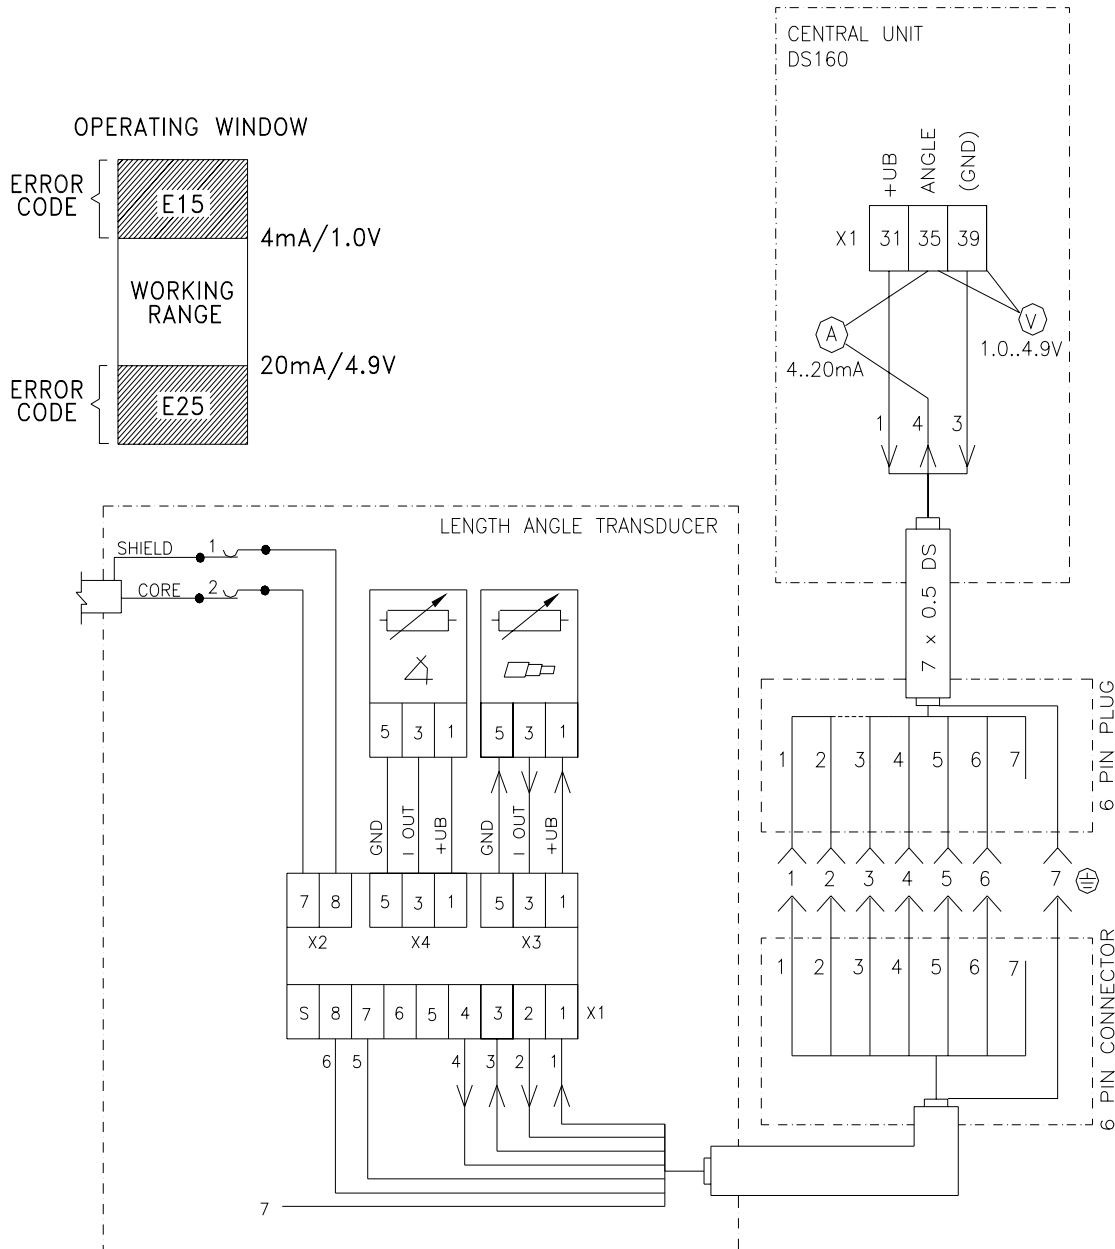 CENTRAL UNIT
DS160
+UB
ANGLE
(GND)
X1 31 35 39
A
V
4..20mA
1.0..4.9V
1 4 3
OPERATING WINDOW
ERROR
CODE
E15
4mA/1.0V
WORKING
RANGE
20mA/4.9V
ERROR
CODE
E25
LENGTH ANGLE TRANSDUCER
SHIELD 1
CORE 2
5 3 1
5 3 1
GND
I OUT
+UB
GND
I OUT
+UB
7 8
5 3 1
5 3 1
X2
X4
X3
S 8 7 6 5 4 3 2 1 X1
6 5 4 3 2 1
7
7 x 0.5 DS
6 PIN PLUG
1 2 3 4 5 6 7
1 2 3 4 5 6 7
1 2 3 4 5 6 7
6 PIN CONNECTOR